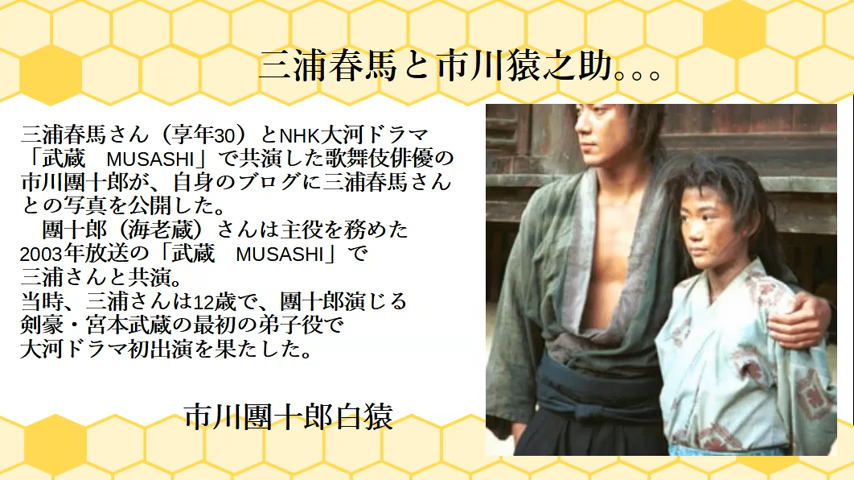 三浦春馬と市川猿之助。。。
三浦春馬さん（享年30）とNHK大河ドラマ
「武蔵　MUSASHI」で共演した歌舞伎俳優の
市川團十郎が、自身のブログに三浦春馬さん
との写真を公開した。
　團十郎（海老蔵）さんは主役を務めた
2003年放送の「武蔵　MUSASHI」で
三浦さんと共演。
当時、三浦さんは12歳で、團十郎演じる
剣豪・宮本武蔵の最初の弟子役で
大河ドラマ初出演を果たした。
市川團十郎白猿